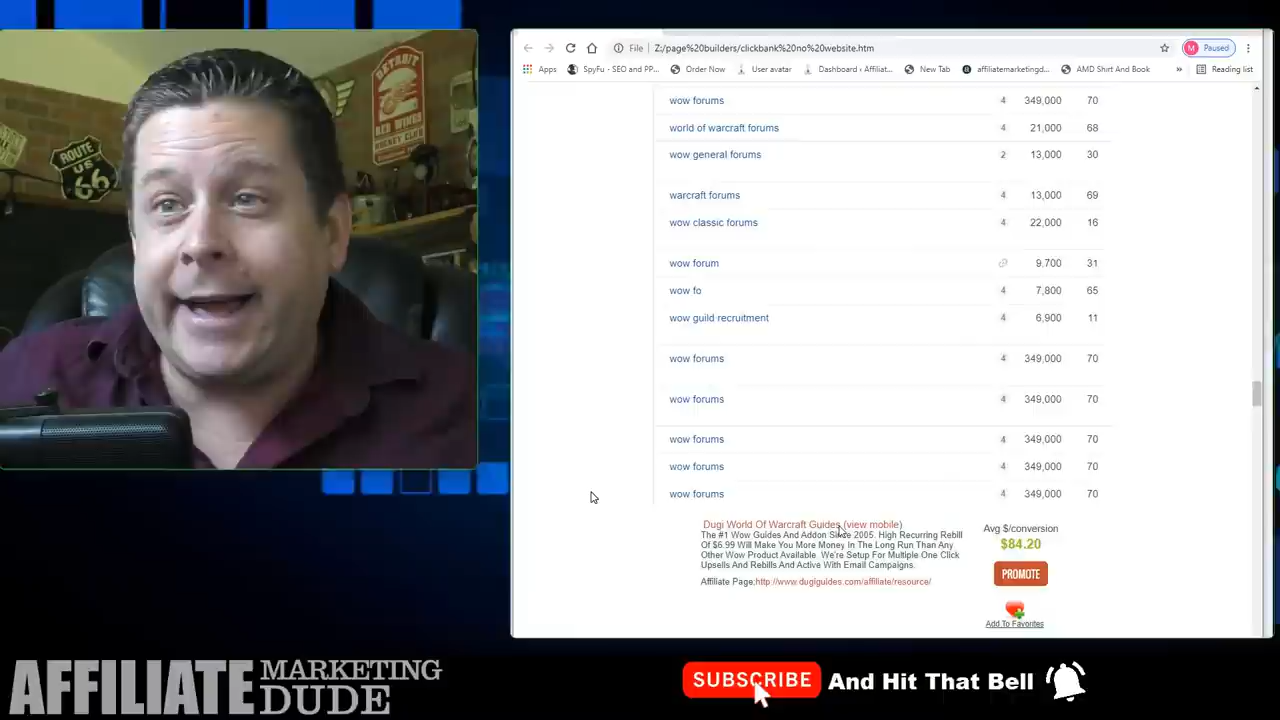 File
Z:/page%20builders/clickbank%20no%20website.htm
M Paused
Apps
SpyFu - SEO and PP...
Order Now
User avatar
Dashboard ‹ Affiliat...
New Tab
affiliatemarketingd...
AMD Shirt And Book
»
Reading list
DETROIT
RED WINGS
HOCKEY CLUB
ROUTE
US
66
wow forums 4 349,000 70
world of warcraft forums 4 21,000 68
wow general forums 2 13,000 30
warcraft forums 4 13,000 69
wow classic forums 4 22,000 16
wow forum 9,700 31
wow fo 4 7,800 65
wow guild recruitment 4 6,900 11
wow forums 4 349,000 70
wow forums 4 349,000 70
wow forums 4 349,000 70
wow forums 4 349,000 70
wow forums 4 349,000 70
Dugi World Of Warcraft Guides (view mobile)
The #1 Wow Guides And Addon Since 2005. High Recurring Rebill
Of $6.99 Will Make You More Money In The Long Run Than Any
Other Wow Product Available. We're Setup For Multiple One Click
Upsells And Rebills And Active With Email Campaigns.
Affiliate Page:http://www.dugiguides.com/affiliate/resource/
Avg $/conversion
$84.20
PROMOTE
Add To Favorites
AFFILIATE MARKETING
DUDE
SUBSCRIBE And Hit That Bell